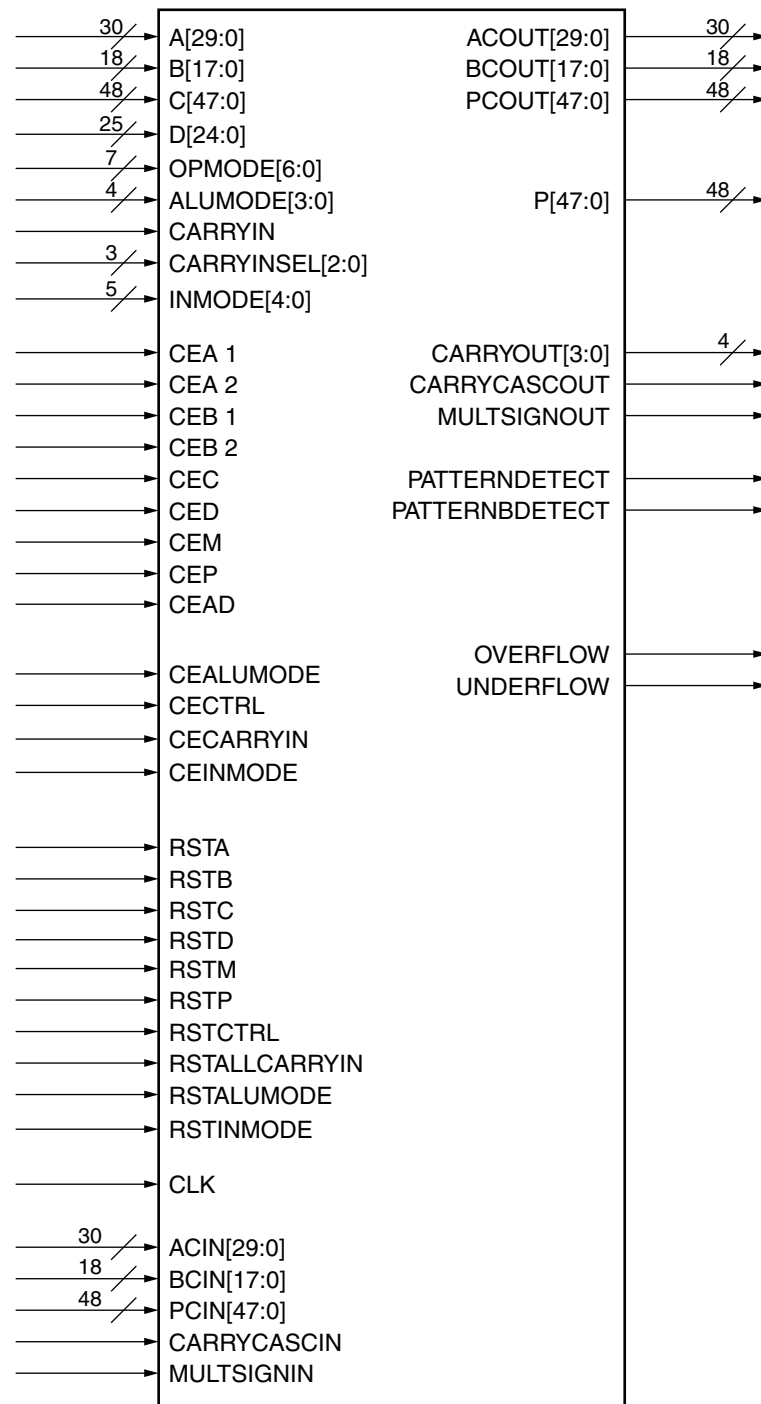 30 A[29:0] ACOUT[29:0] 30
18 B[17:0] BCOUT[17:0] 18
48 C[47:0] PCOUT[47:0] 48
25 D[24:0]
7 OPMODE[6:0]
4 ALUMODE[3:0] P[47:0] 48
CARRYIN
3 CARRYINSEL[2:0]
5 INMODE[4:0]
CEA 1 CARRYOUT[3:0] 4
CEA 2 CARRYCASCOUT
CEB 1 MULTSIGNOUT
CEB 2
CEC PATTERNDETECT
CED PATTERNBDETECT
CEM
CEP
CEAD
OVERFLOW
CEALUMODE
UNDERFLOW
CECTRL
CECARRYIN
CEINMODE
RSTA
RSTB
RSTC
RSTD
RSTM
RSTP
RSTCTRL
RSTALLCARRYIN
RSTALUMODE
RSTINMODE
CLK
30 ACIN[29:0]
18 BCIN[17:0]
48 PCIN[47:0]
CARRYCASCIN
MULTSIGNIN